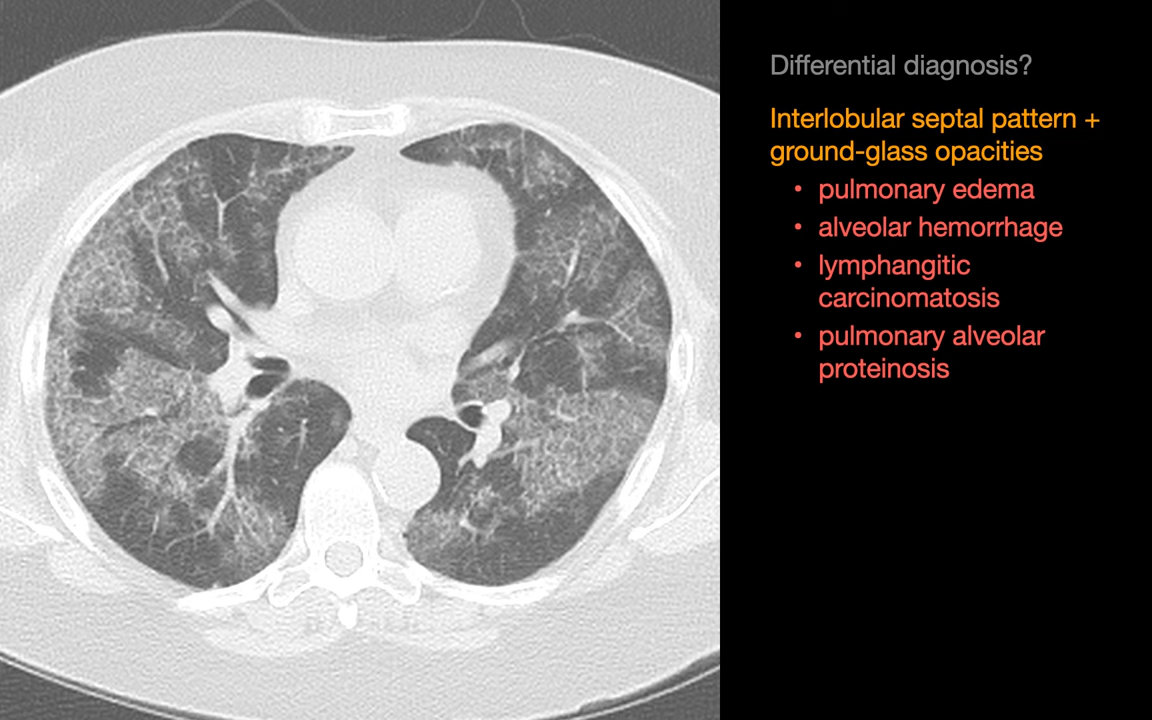 Differential diagnosis?
Interlobular septal pattern +
ground-glass opacities
• pulmonary edema
• alveolar hemorrhage
• lymphangitic
carcinomatosis
• pulmonary alveolar
proteinosis